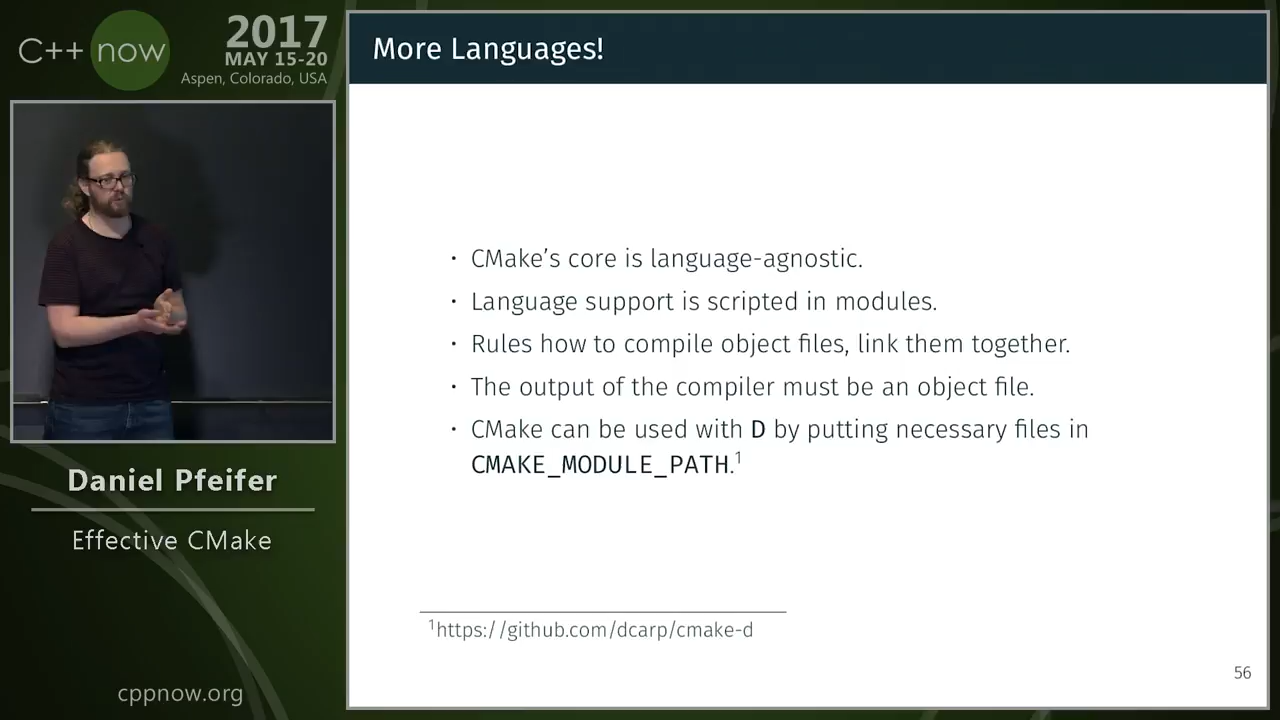 C++ now
2017
MAY 15-20
Aspen, Colorado, USA
Daniel Pfeifer
Effective CMake
cppnow.org
More Languages!
· CMake’s core is language-agnostic.
· Language support is scripted in modules.
· Rules how to compile object files, link them together.
· The output of the compiler must be an object file.
· CMake can be used with D by putting necessary files in
CMAKE_MODULE_PATH.1
1https://github.com/dcarp/cmake-d
56